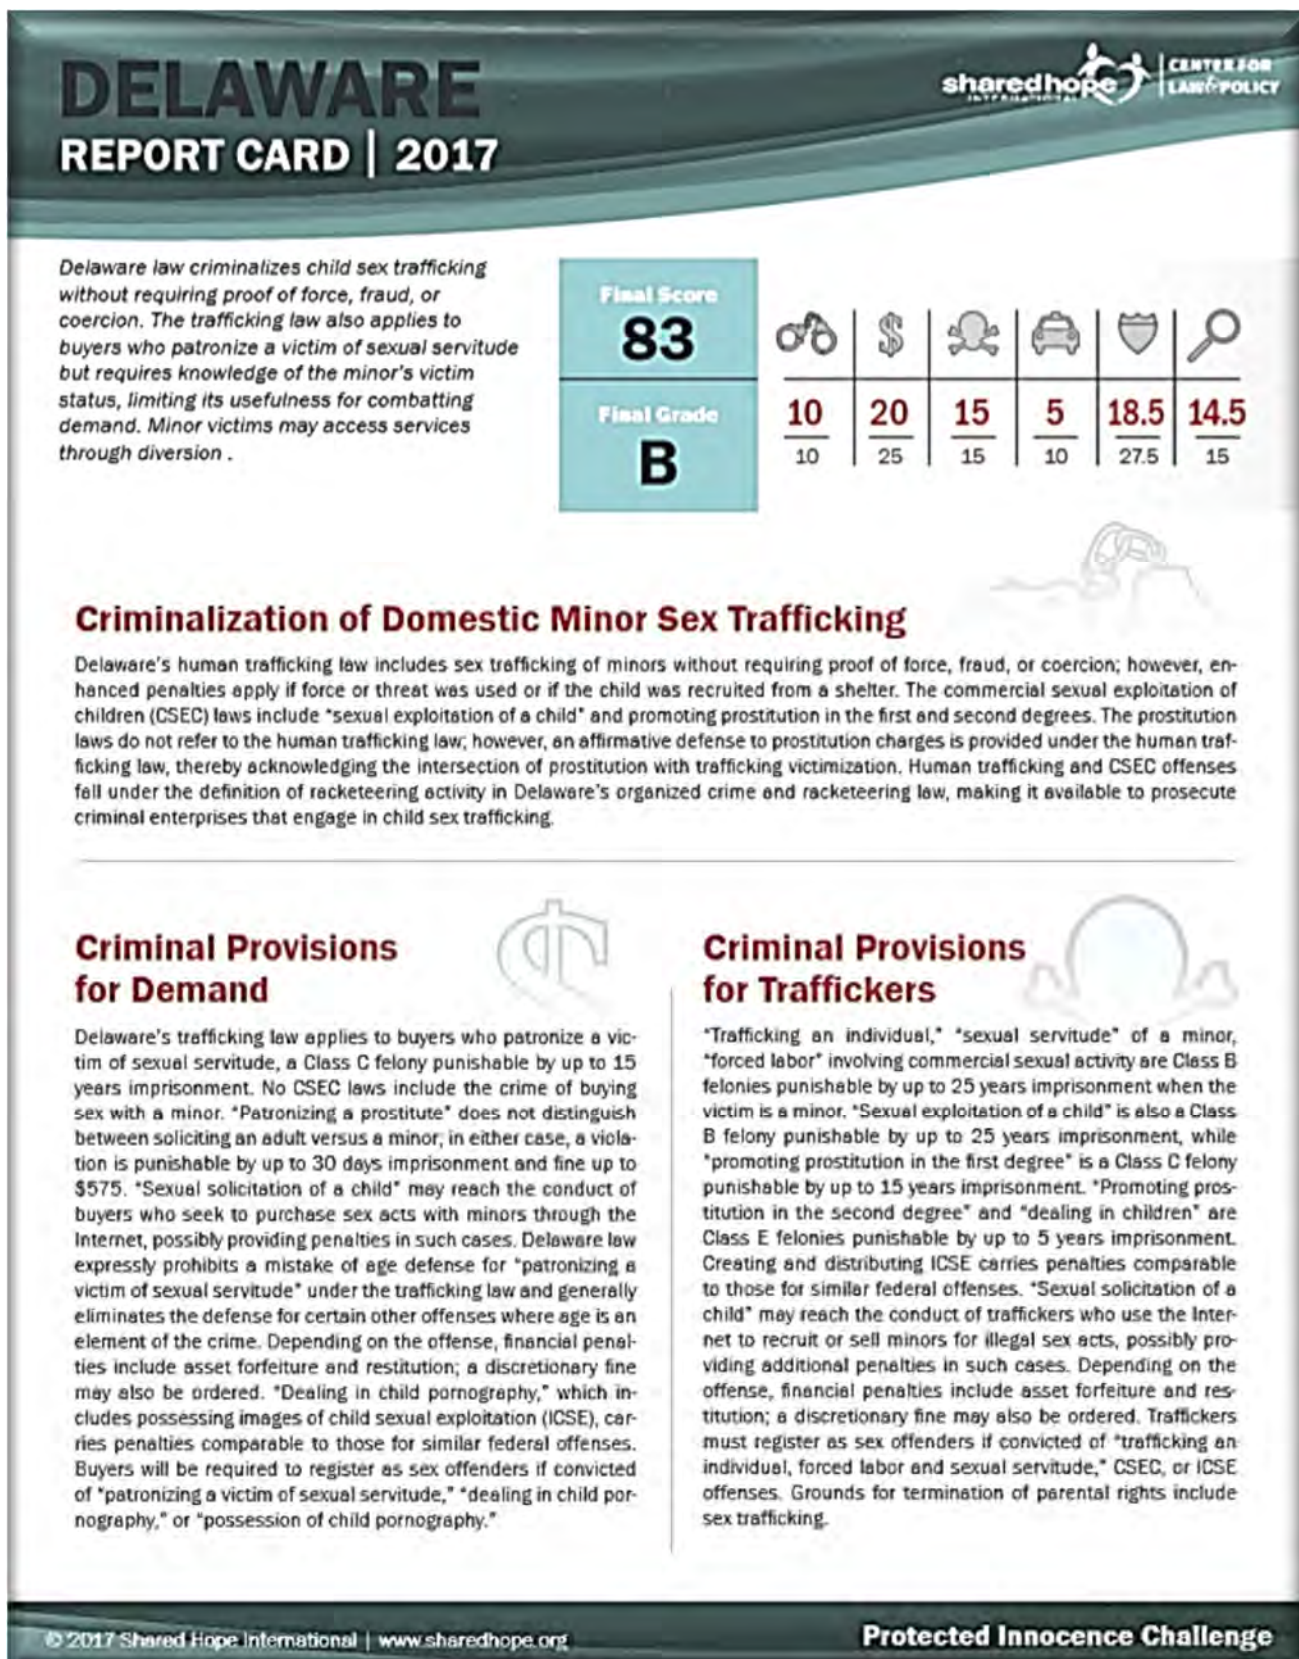 DELAWARE
REPORT CARD | 2017
sharedhope
INTERNATIONAL
CENTER FOR
LAW & POLICY
Delaware law criminalizes child sex trafficking
without requiring proof of force, fraud, or
coercion. The trafficking law also applies to
buyers who patronize a victim of sexual servitude
but requires knowledge of the minor's victim
status, limiting its usefulness for combatting
demand. Minor victims may access services
through diversion .
Final Score
83
Final Grade
B
10 20 15 5 18.5 14.5
10 25 15 10 27.5 15
Criminalization of Domestic Minor Sex Trafficking
Delaware's human trafficking law includes sex trafficking of minors without requiring proof of force, fraud, or coercion; however, en-
hanced penalties apply if force or threat was used or if the child was recruited from a shelter. The commercial sexual exploitation of
children (CSEC) laws include "sexual exploitation of a child" and promoting prostitution in the first and second degrees. The prostitution
laws do not refer to the human trafficking law; however, an affirmative defense to prostitution charges is provided under the human traf-
ficking law, thereby acknowledging the intersection of prostitution with trafficking victimization. Human trafficking and CSEC offenses
fall under the definition of racketeering activity in Delaware's organized crime and racketeering law, making it available to prosecute
criminal enterprises that engage in child sex trafficking.
Criminal Provisions
for Demand
Delaware's trafficking law applies to buyers who patronize a vic-
tim of sexual servitude, a Class C felony punishable by up to 15
years imprisonment. No CSEC laws include the crime of buying
sex with a minor. "Patronizing a prostitute" does not distinguish
between soliciting an adult versus a minor; in either case, a viola-
tion is punishable by up to 30 days imprisonment and fine up to
$575. "Sexual solicitation of a child" may reach the conduct of
buyers who seek to purchase sex acts with minors through the
Internet, possibly providing penalties in such cases. Delaware law
expressly prohibits a mistake of age defense for "patronizing a
victim of sexual servitude" under the trafficking law and generally
eliminates the defense for certain other offenses where age is an
element of the crime. Depending on the offense, financial penal-
ties include asset forfeiture and restitution; a discretionary fine
may also be ordered. "Dealing in child pornography," which in-
cludes possessing images of child sexual exploitation (ICSE), car-
ries penalties comparable to those for similar federal offenses.
Buyers will be required to register as sex offenders if convicted
of "patronizing a victim of sexual servitude," "dealing in child por-
nography," or "possession of child pornography."
Criminal Provisions
for Traffickers
"Trafficking an individual," "sexual servitude" of a minor,
"forced labor" involving commercial sexual activity are Class B
felonies punishable by up to 25 years imprisonment when the
victim is a minor. "Sexual exploitation of a child" is also a Class
B felony punishable by up to 25 years imprisonment, while
"promoting prostitution in the first degree" is a Class C felony
punishable by up to 15 years imprisonment. "Promoting pros-
titution in the second degree" and "dealing in children" are
Class E felonies punishable by up to 5 years imprisonment.
Creating and distributing ICSE carries penalties comparable
to those for similar federal offenses. "Sexual solicitation of a
child" may reach the conduct of traffickers who use the Inter-
net to recruit or sell minors for illegal sex acts, possibly pro-
viding additional penalties in such cases. Depending on the
offense, financial penalties include asset forfeiture and res-
titution; a discretionary fine may also be ordered. Traffickers
must register as sex offenders if convicted of "trafficking an
individual, forced labor and sexual servitude," CSEC, or ICSE
offenses. Grounds for termination of parental rights include
sex trafficking.
© 2017 Shared Hope International | www.sharedhope.org
Protected Innocence Challenge